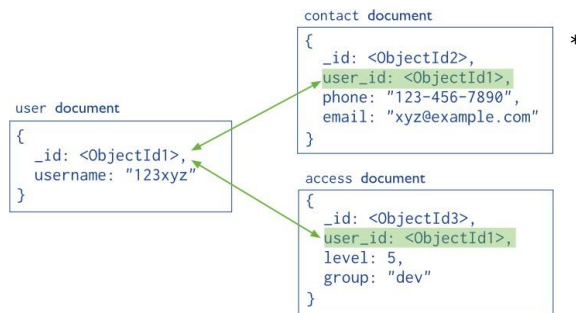 contact document
{
_id: <ObjectId2>,
user_id: <ObjectId1>,
phone: "123-456-7890",
email: "xyz@example.com"
}
*
user document
{
_id: <ObjectId1>,
username: "123xyz"
}
access document
{
_id: <ObjectId3>,
user_id: <ObjectId1>,
level: 5,
group: "dev"
}